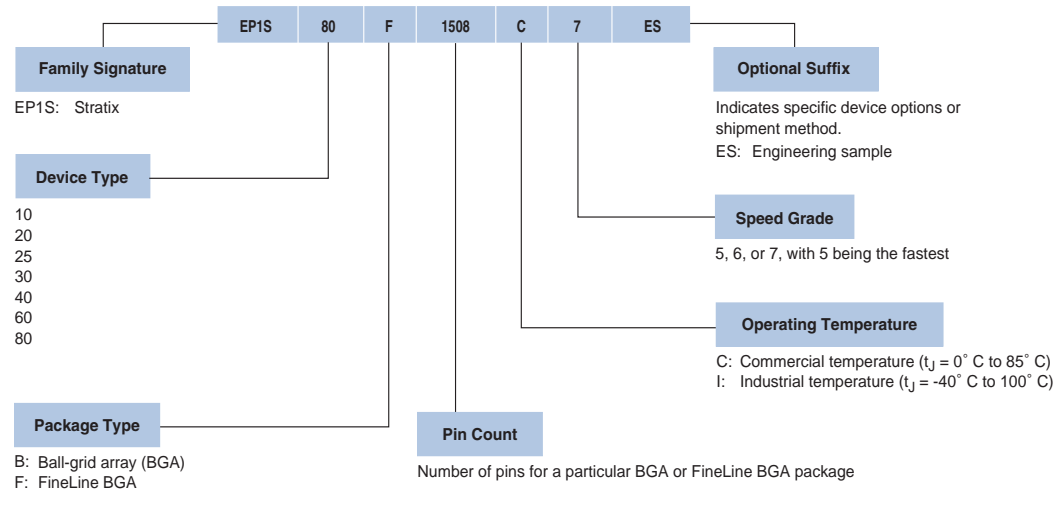 EP1S 80 F 1508 C 7 ES
Family Signature
EP1S: Stratix
Optional Suffix
Indicates specific device options or
shipment method.
ES: Engineering sample
Device Type
10
20
25
30
40
60
80
Speed Grade
5, 6, or 7, with 5 being the fastest
Operating Temperature
C: Commercial temperature (tJ = 0˚ C to 85˚ C)
I: Industrial temperature (tJ = -40˚ C to 100˚ C)
Package Type
B: Ball-grid array (BGA)
F: FineLine BGA
Pin Count
Number of pins for a particular BGA or FineLine BGA package